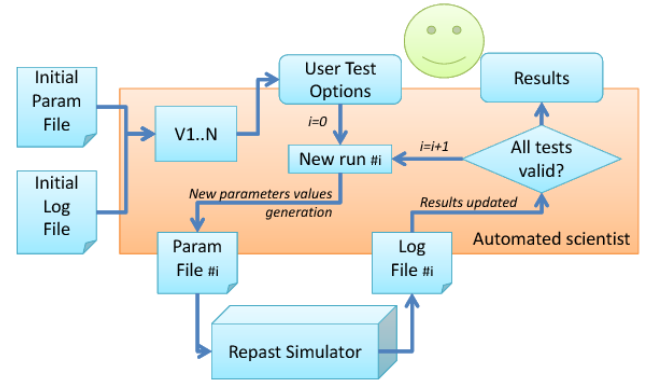 Initial
Param
File
User Test
Options
Results
V1..N
i=0
New run #i
i=i+1
All tests
valid?
Initial
Log
File
New parameters values
generation
Results updated
Param
File #i
Log
File #i
Automated scientist
Repast Simulator